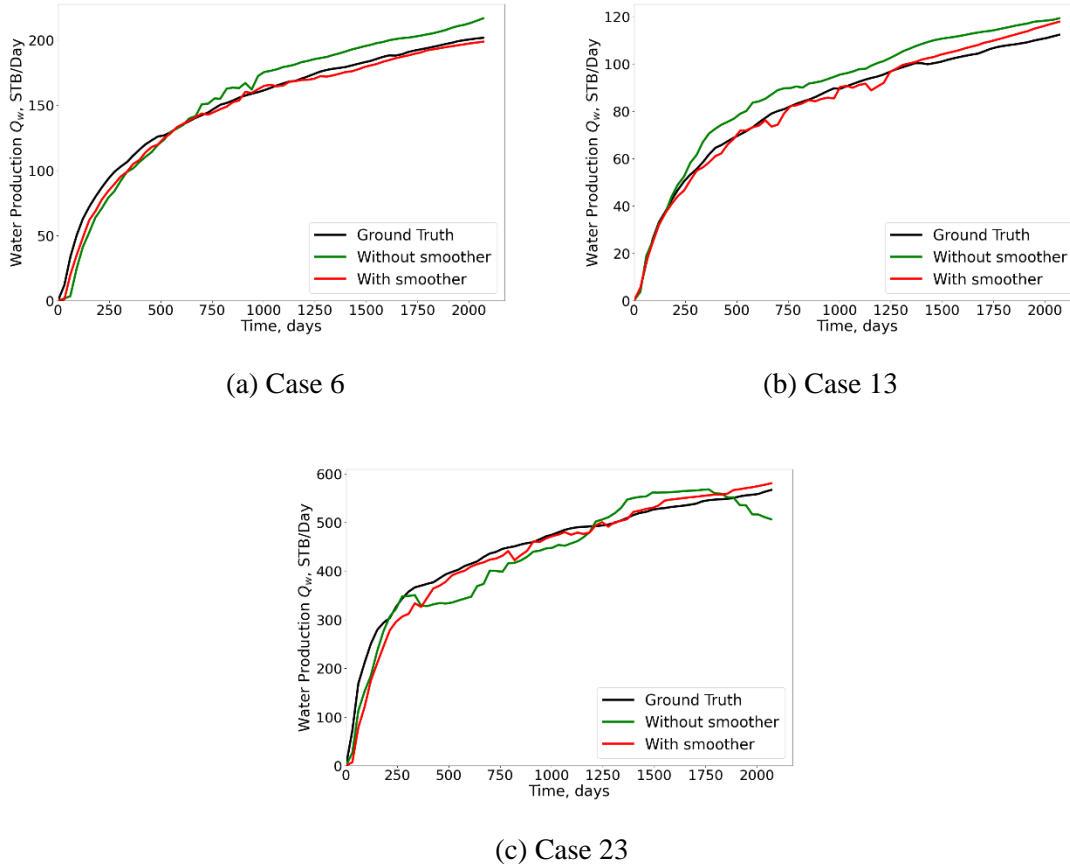 200
150
100
50
0
Water Production Q_w, STB/Day
Ground Truth
Without smoother
With smoother
0 250 500 750 1000 1250 1500 1750 2000
Time, days
(a) Case 6
120
100
80
60
40
20
0
Water Production Q_w, STB/Day
Ground Truth
Without smoother
With smoother
0 250 500 750 1000 1250 1500 1750 2000
Time, days
(b) Case 13
600
500
400
300
200
100
0
Water Production Q_w, STB/Day
Ground Truth
Without smoother
With smoother
0 250 500 750 1000 1250 1500 1750 2000
Time, days
(c) Case 23